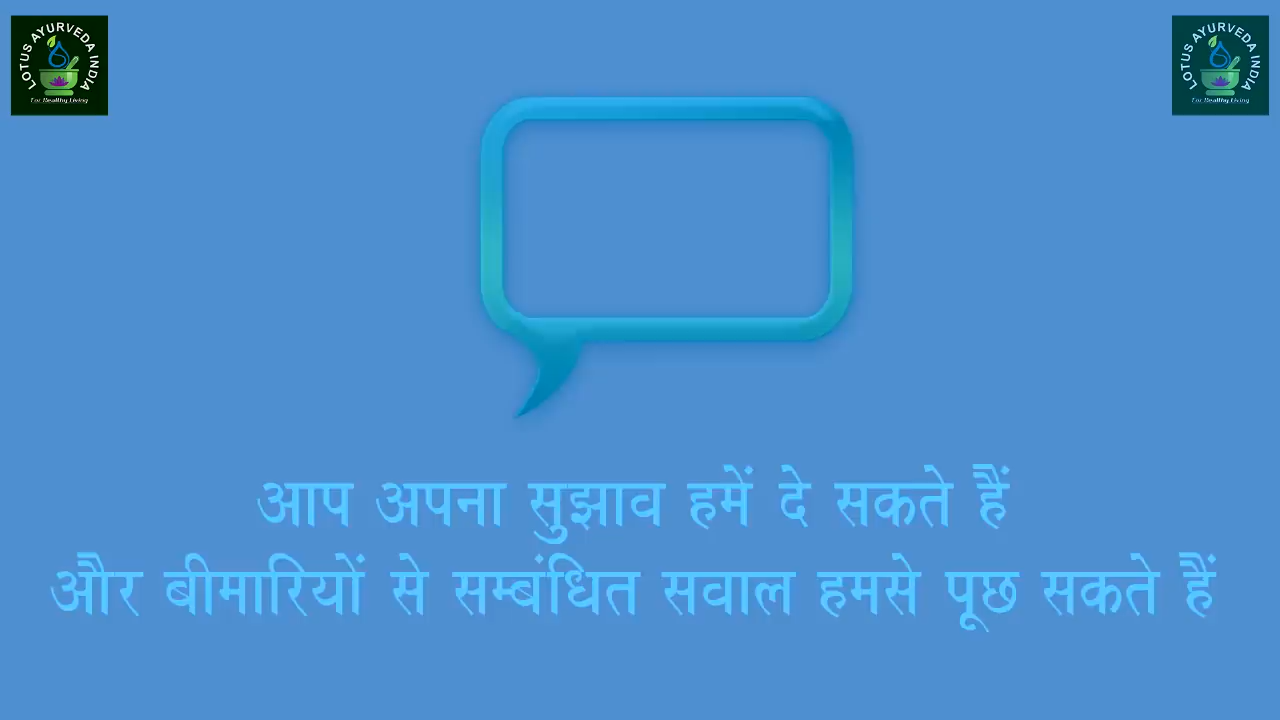 LOTUS AYURVEDA INDIA
For Healthy Living
LOTUS AYURVEDA INDIA
For Healthy Living
आप अपना सुझाव हमें दे सकते हैं
और बीमारियों से सम्बंधित सवाल हमसे पूछ सकते हैं